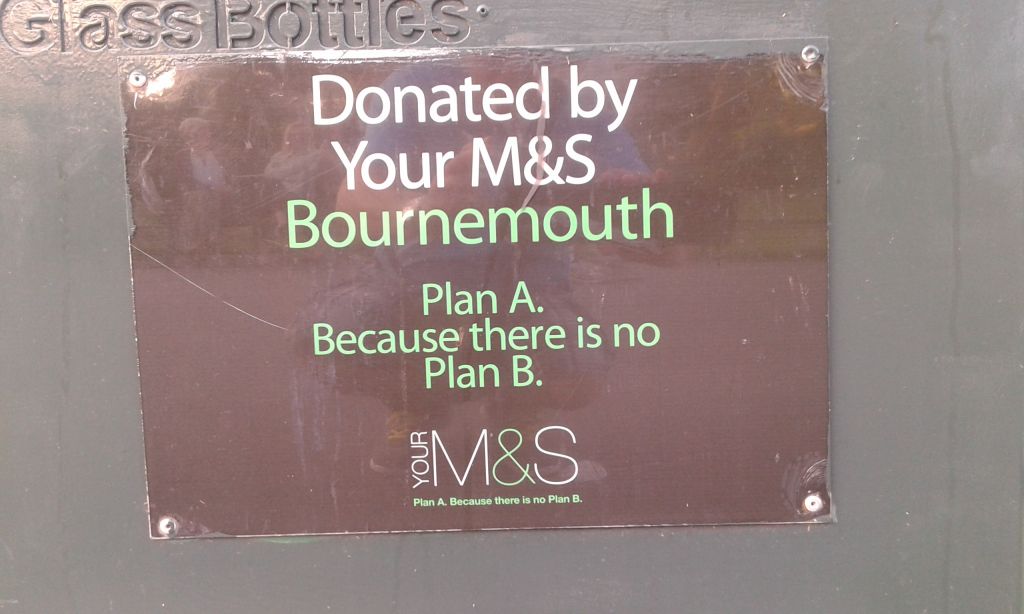 Glass Bottles
Donated by
Your M&S
Bournemouth
Plan A.
Because there is no
Plan B.
YOUR M&S
Plan A. Because there is no Plan B.